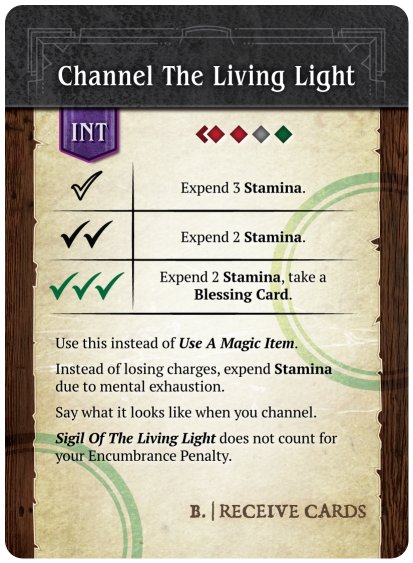 Channel The Living Light
INT
Expend 3 Stamina.
Expend 2 Stamina.
Expend 2 Stamina, take a
Blessing Card.
Use this instead of Use A Magic Item.
Instead of losing charges, expend Stamina
due to mental exhaustion.
Say what it looks like when you channel.
Sigil Of The Living Light does not count for
your Encumbrance Penalty.
B. | RECEIVE CARDS